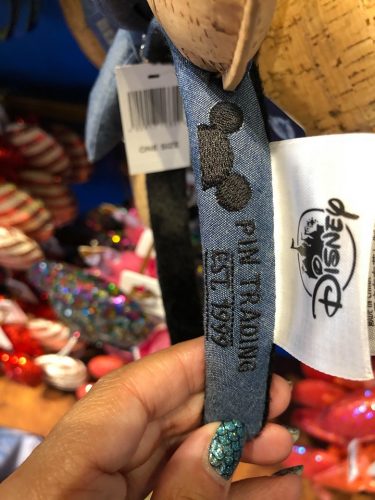 ONE SIZE
PIN TRADING
EST. 1999
Disney